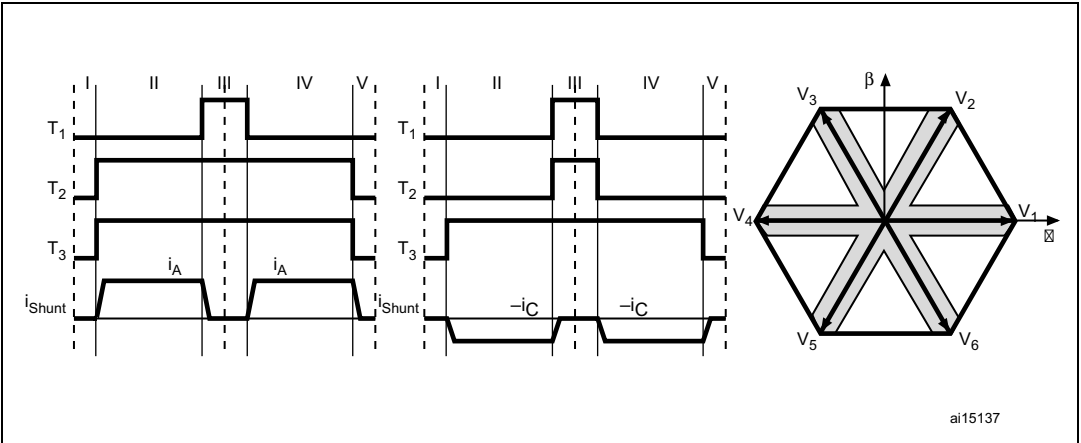 I II III IV V
T1
T2
T3
iA iA
iShunt
I II III IV V
T1
T2
T3
–iC –iC
iShunt
β
V3 V2
V4 V1
V5 V6
ai15137